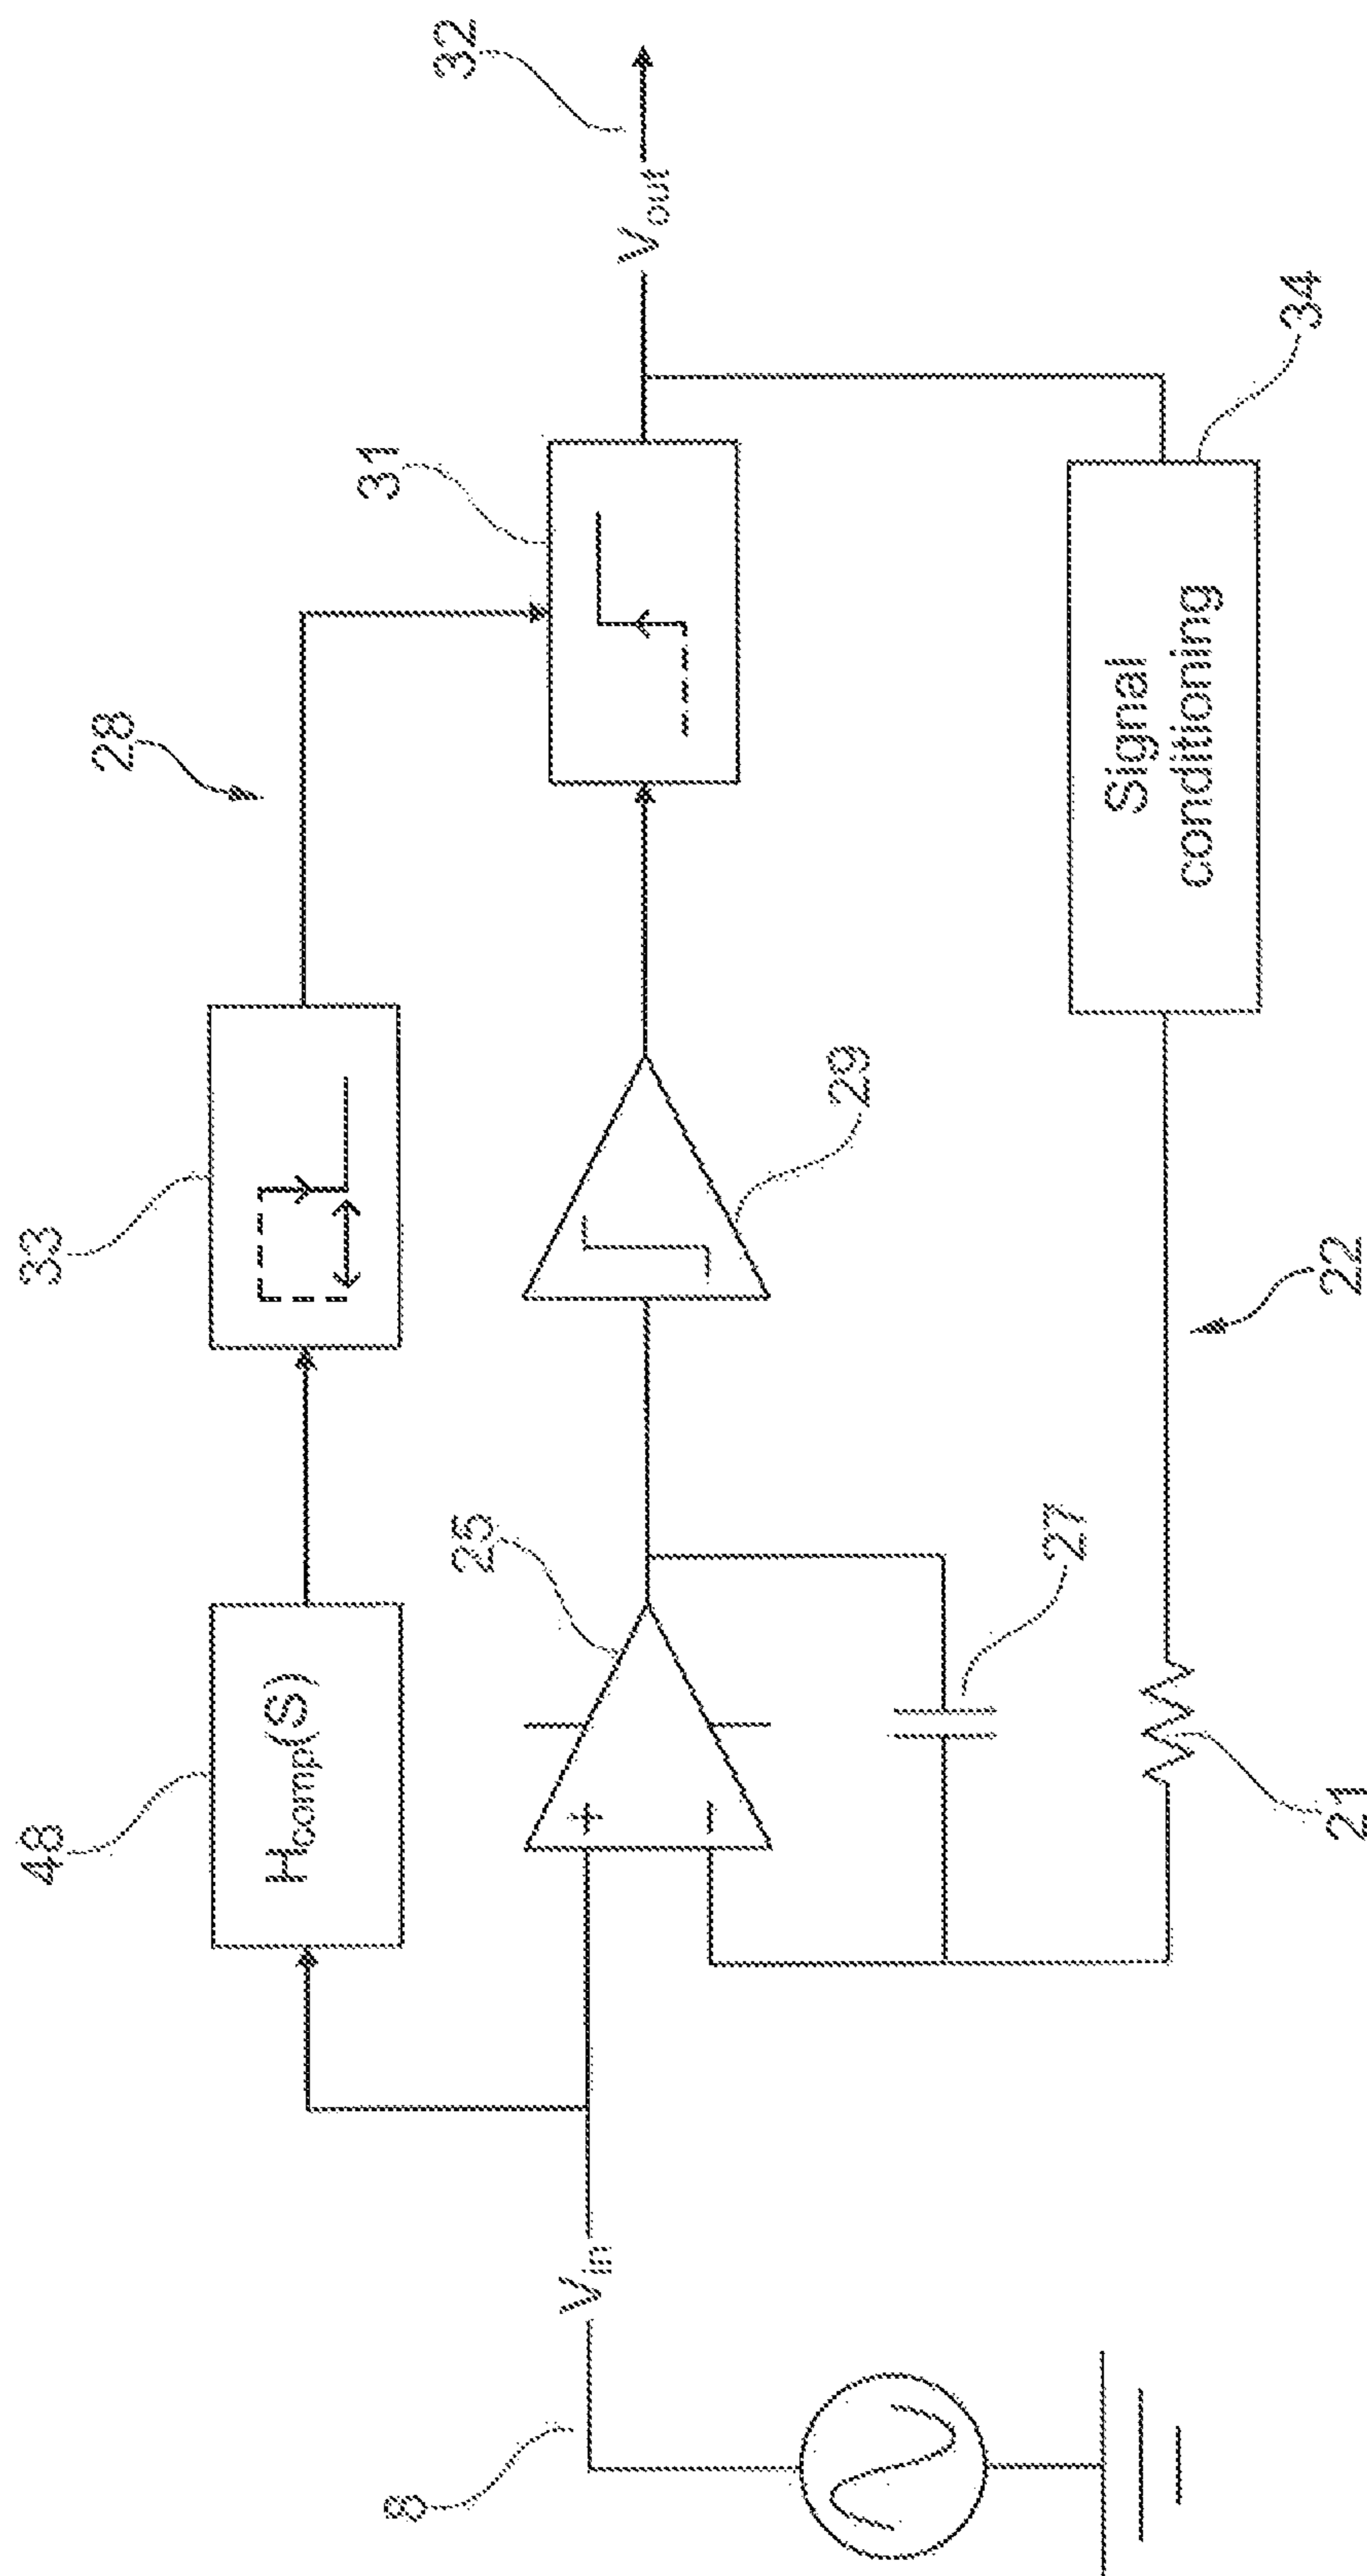 48
H_comp(S)
33
28
31
32
V_out
8
V_in
+
−
25
29
27
21
22
Signal
conditioning
34